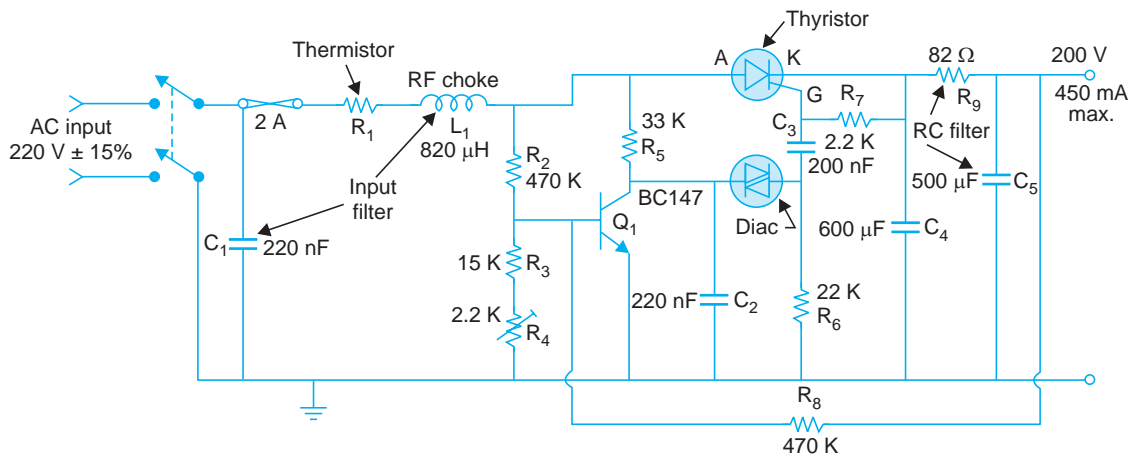 Thyristor
Thermistor
A
K
82 Ω
200 V
RF choke
G
R7
R9
450 mA
max.
AC input
220 V ± 15%
2 A
R1
L1
820 μH
33 K
R5
C3
2.2 K
200 nF
RC filter
R2
470 K
500 μF
C5
Input
filter
BC147
Q1
Diac
C1
220 nF
600 μF
C4
15 K
R3
220 nF
C2
22 K
R6
2.2 K
R4
R8
470 K